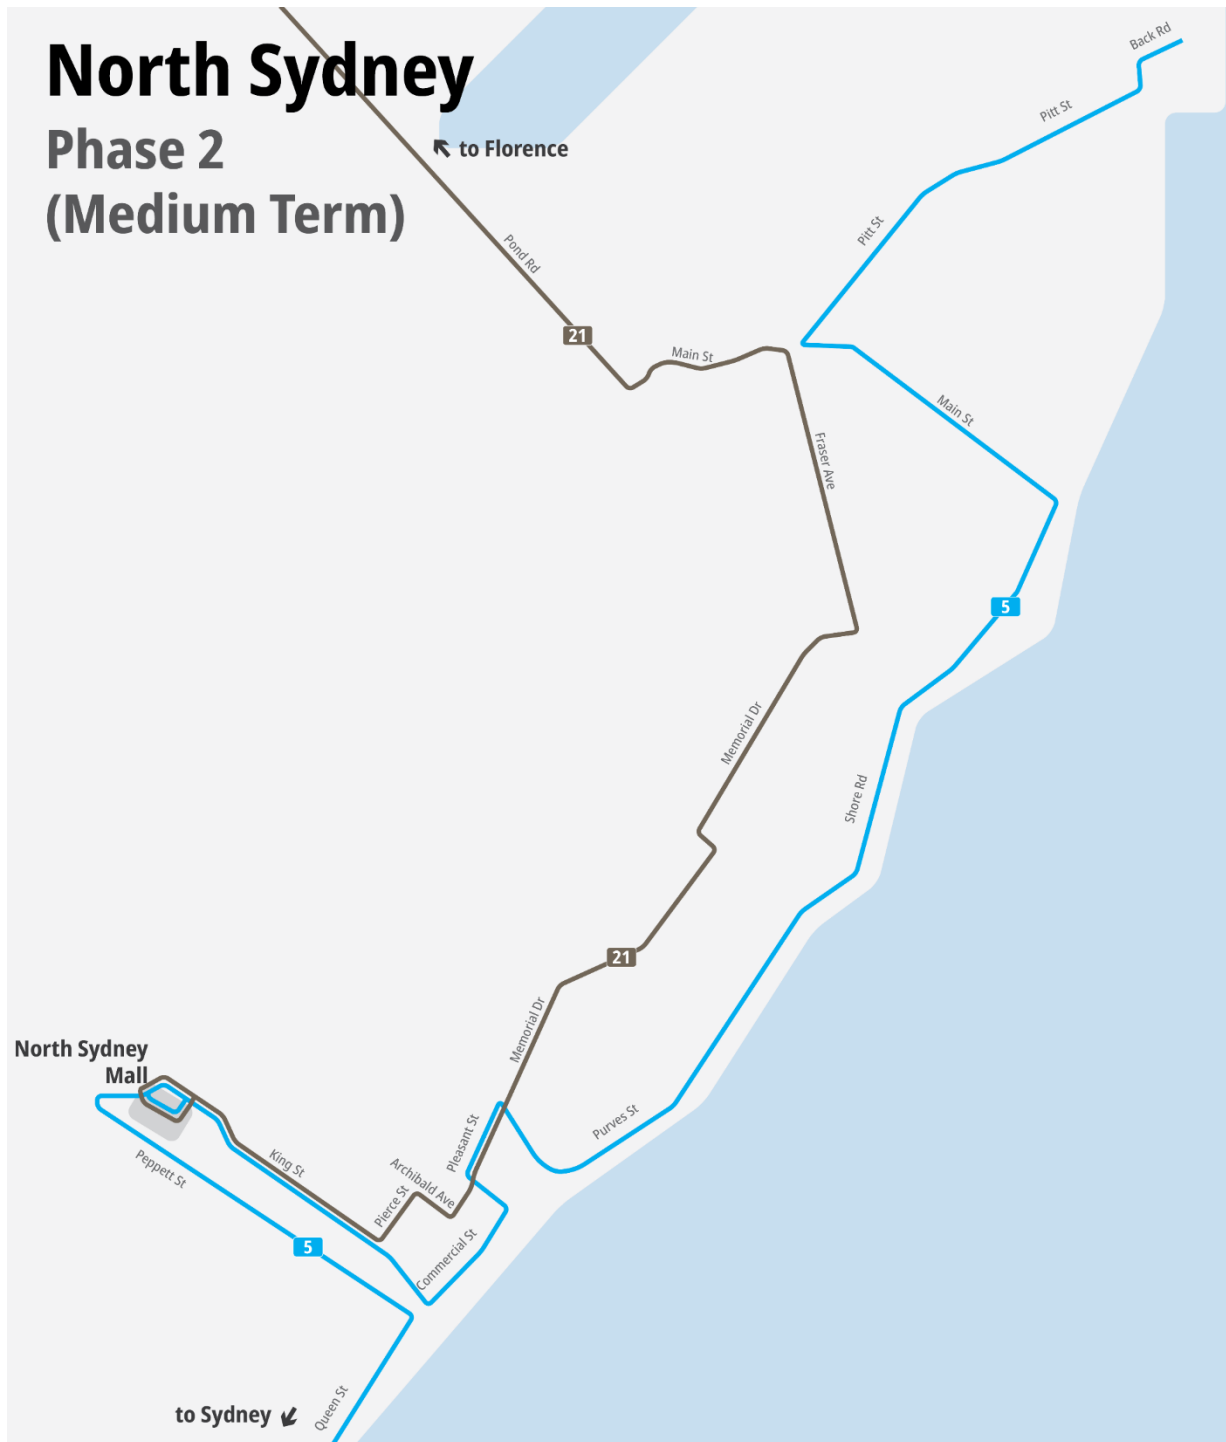 North Sydney
Phase 2
(Medium Term)
Back Rd
Pitt St
to Florence
Pitt St
Pond Rd
21
Main St
Main St
Fraser Ave
5
Memorial Dr
Shore Rd
21
Memorial Dr
North Sydney
Mall
Purves St
Pleasant St
King St
Archibald Ave
Peppett St
Pierce St
Commercial St
5
Queen St
to Sydney